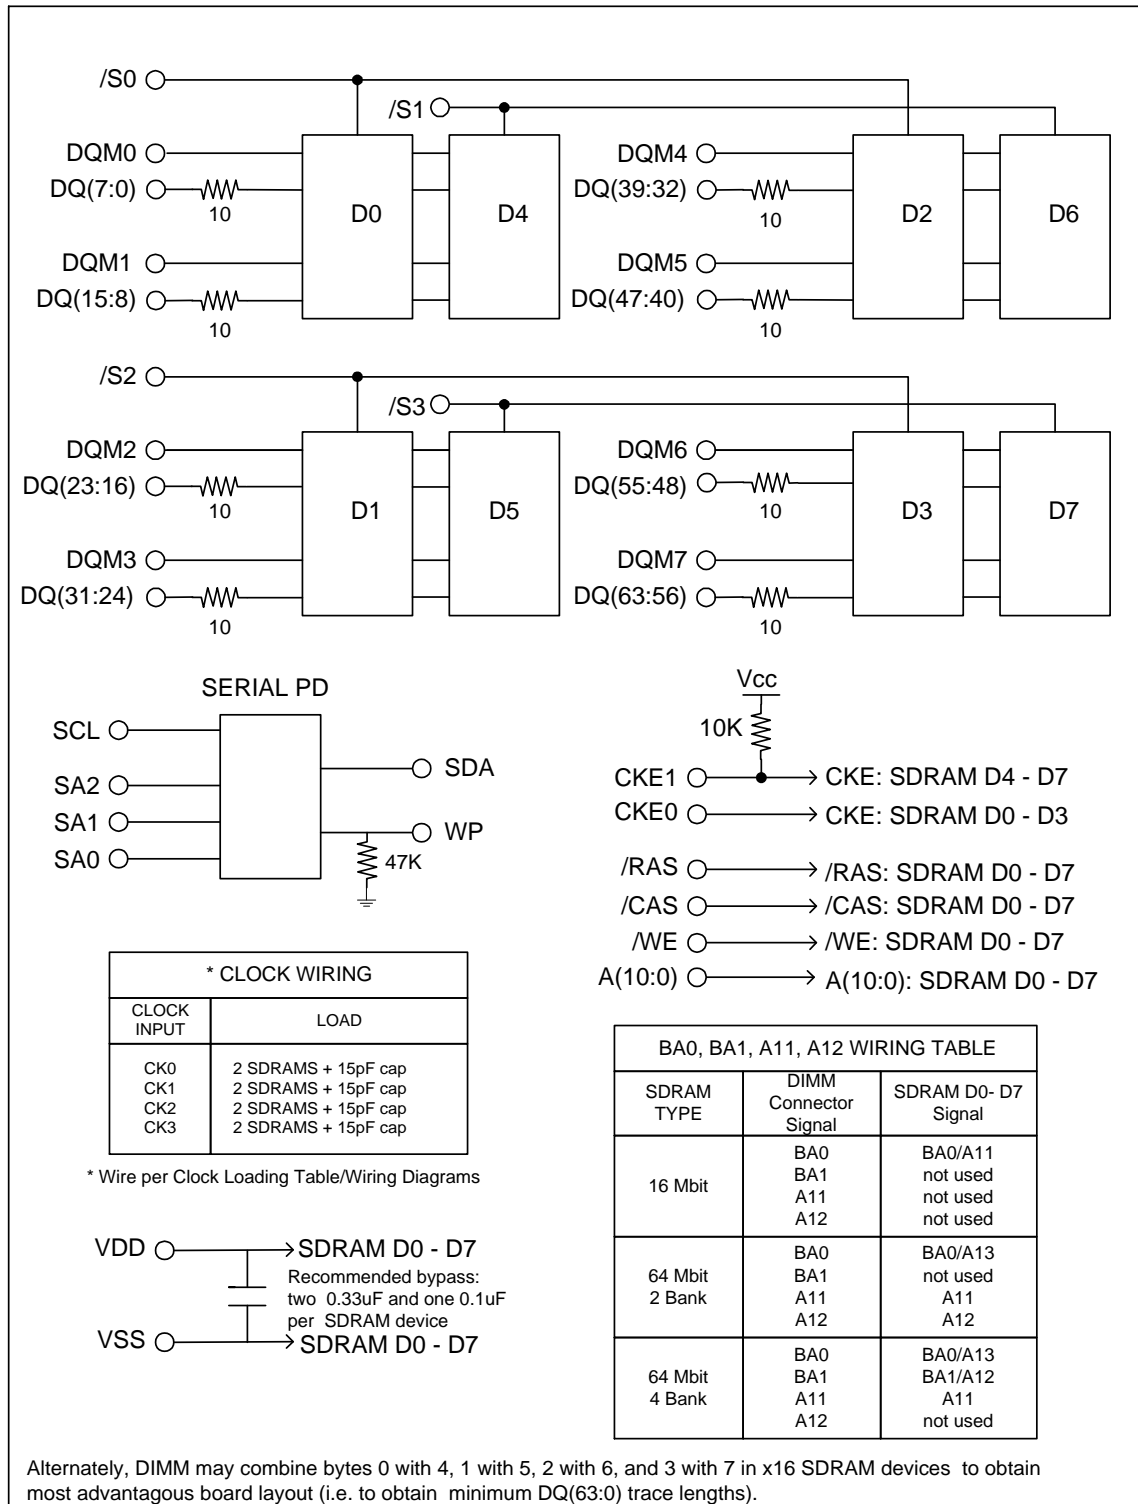 /S0
/S1
DQM0
DQ(7:0)
10
DQM1
DQ(15:8)
10
D0
D4
DQM4
DQ(39:32)
10
DQM5
DQ(47:40)
10
D2
D6
/S2
/S3
DQM2
DQ(23:16)
10
DQM3
DQ(31:24)
10
D1
D5
DQM6
DQ(55:48)
10
DQM7
DQ(63:56)
10
D3
D7
SERIAL PD
SCL
SA2
SA1
SA0
SDA
WP
47K
Vcc
10K
CKE1 CKE: SDRAM D4 - D7
CKE0 CKE: SDRAM D0 - D3
/RAS /RAS: SDRAM D0 - D7
/CAS /CAS: SDRAM D0 - D7
/WE /WE: SDRAM D0 - D7
A(10:0) A(10:0): SDRAM D0 - D7
* CLOCK WIRING
CLOCK
INPUT
LOAD
CK0 2 SDRAMS + 15pF cap
CK1 2 SDRAMS + 15pF cap
CK2 2 SDRAMS + 15pF cap
CK3 2 SDRAMS + 15pF cap
* Wire per Clock Loading Table/Wiring Diagrams
VDD SDRAM D0 - D7
Recommended bypass:
two 0.33uF and one 0.1uF
per SDRAM device
VSS SDRAM D0 - D7
BA0, BA1, A11, A12 WIRING TABLE
SDRAM
TYPE
DIMM
Connector
Signal
SDRAM D0- D7
Signal
16 Mbit
BA0 BA0/A11
BA1 not used
A11 not used
A12 not used
64 Mbit
2 Bank
BA0 BA0/A13
BA1 not used
A11 A11
A12 A12
64 Mbit
4 Bank
BA0 BA0/A13
BA1 BA1/A12
A11 A11
A12 not used
Alternately, DIMM may combine bytes 0 with 4, 1 with 5, 2 with 6, and 3 with 7 in x16 SDRAM devices to obtain
most advantagous board layout (i.e. to obtain minimum DQ(63:0) trace lengths).